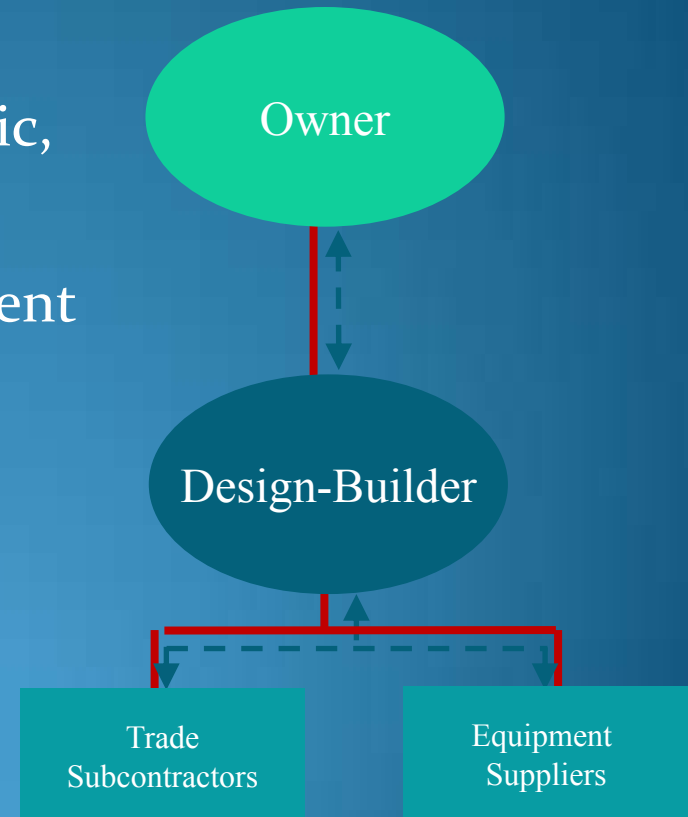 ic,
ent
Owner
Design-Builder
Trade
Subcontractors
Equipment
Suppliers